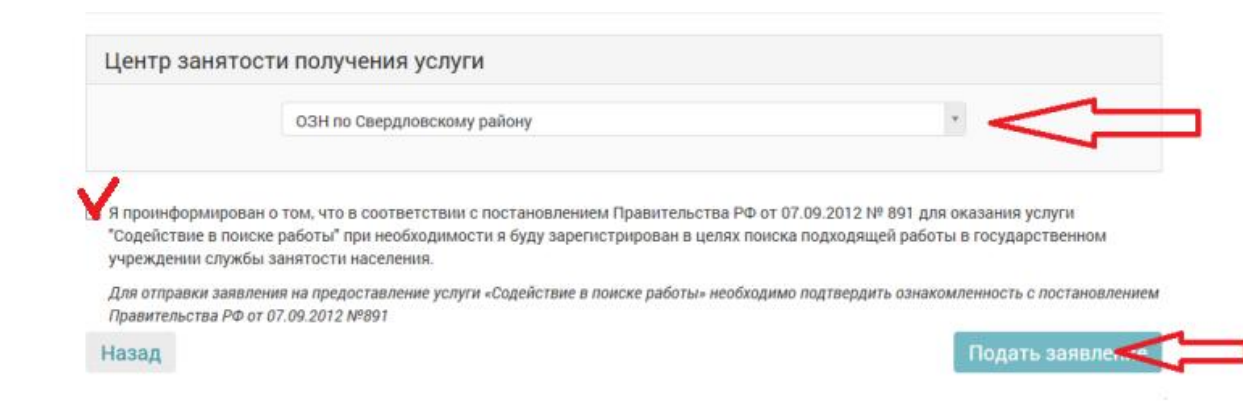 Центр занятости получения услуги
ОЗН по Свердловскому району
Я проинформирован о том, что в соответствии с постановлением Правительства РФ от 07.09.2012 № 891 для оказания услуги
"Содействие в поиске работы" при необходимости я буду зарегистрирован в целях поиска подходящей работы в государственном
учреждении службы занятости населения.
Для отправки заявления на предоставление услуги «Содействие в поиске работы» необходимо подтвердить ознакомленность с постановлением
Правительства РФ от 07.09.2012 №891
Назад
Подать заявление